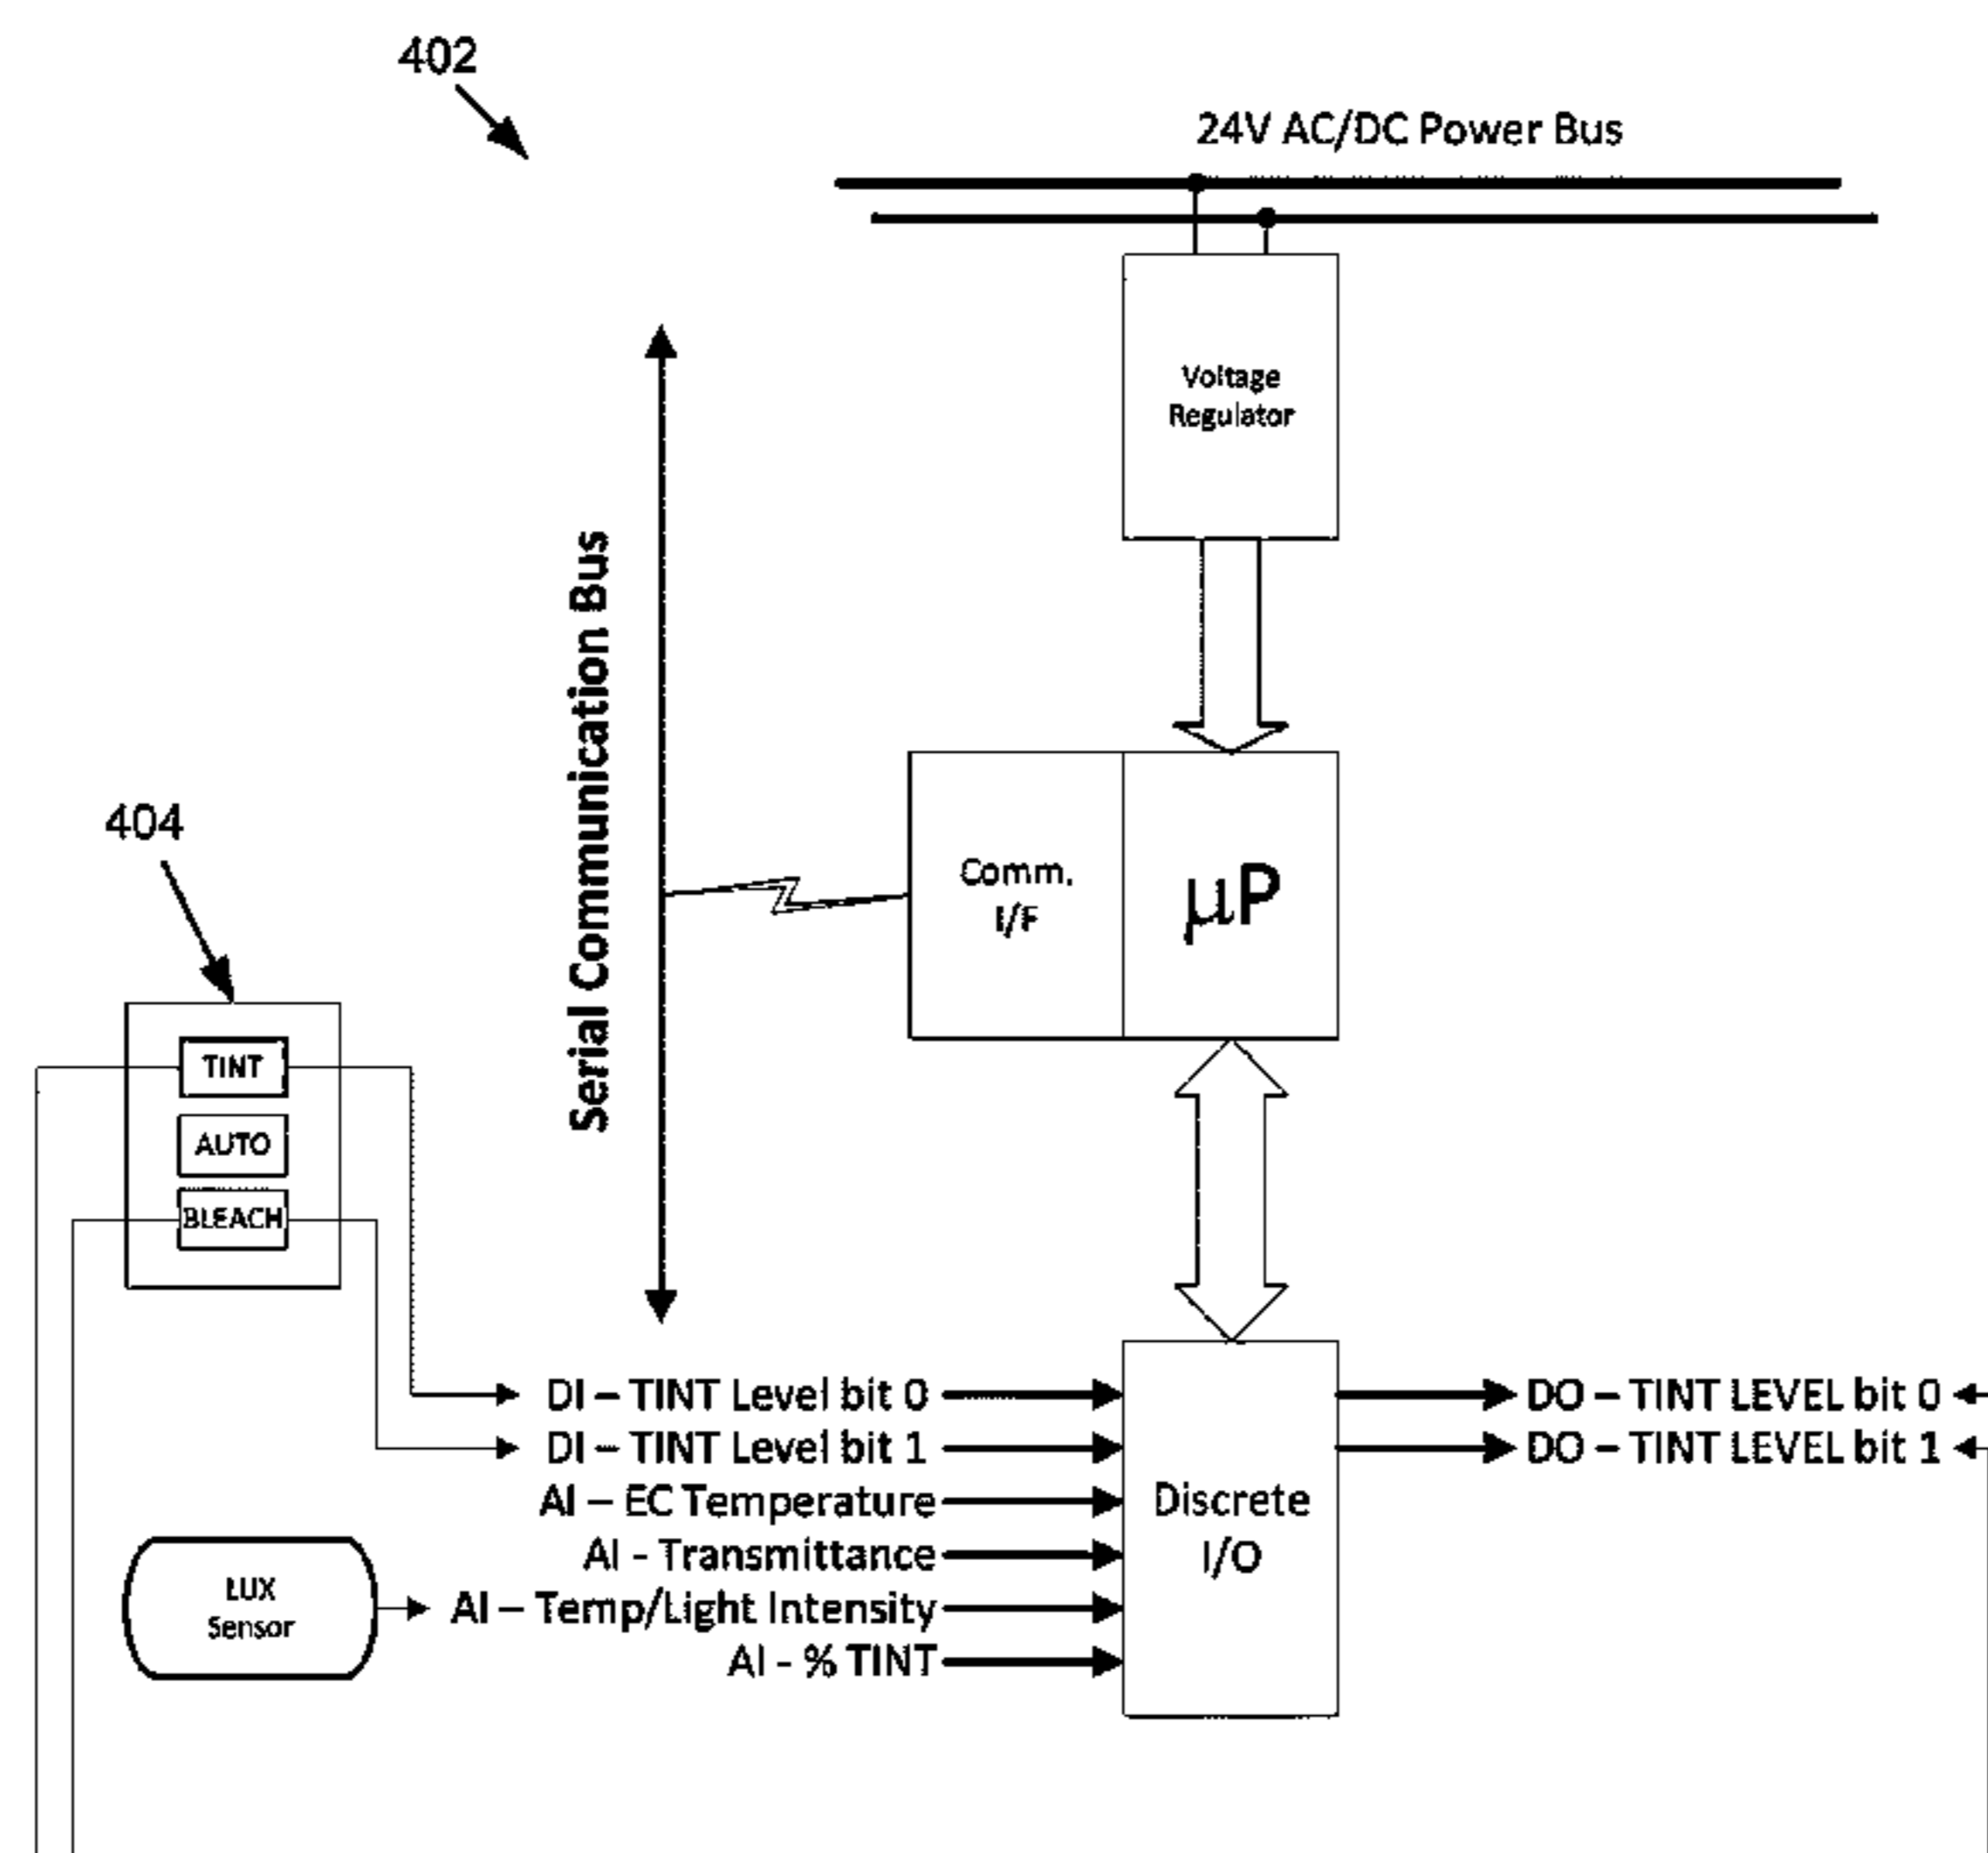 402
24V AC/DC Power Bus
Voltage
Regulator
Serial Communication Bus
404
Comm.
I/F
µP
TINT
AUTO
BLEACH
DI – TINT Level bit 0
DI – TINT Level bit 1
AI – EC Temperature
AI - Transmittance
AI – Temp/Light Intensity
AI - % TINT
LUX
Sensor
Discrete
I/O
DO – TINT LEVEL bit 0
DO – TINT LEVEL bit 1